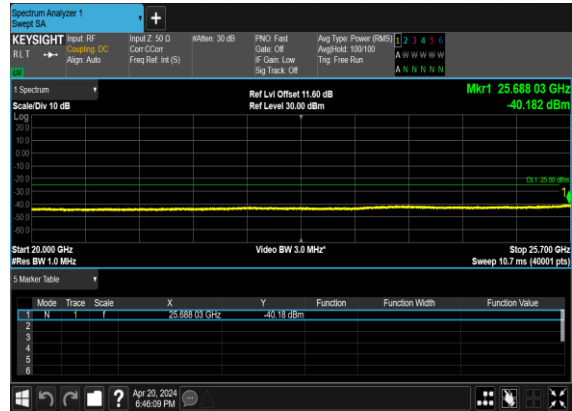 Spectrum Analyzer 1
Swept SA
+
KEYSIGHT Input: RF Input Z: 50 Ω #Atten: 30 dB PNO: Fast Avg Type: Power (RMS) 1 2 3 4 5 6
RLT Coupling: DC Corr CCorr Gate: Off Avg|Hold: 100/100 A W W W W W
Align: Auto Freq Ref: Int (S) IF Gain: Low Trig: Free Run
Sig Track: Off A N N N N N
1 Spectrum Ref Lvl Offset 11.60 dB Mkr1 25.688 03 GHz
Scale/Div 10 dB Ref Level 30.00 dBm -40.182 dBm
Log
20.0
10.0
0.00
-10.0
-20.0 DL1 -25.00 dBm
-30.0 1
-40.0
-50.0
-60.0
Start 20.000 GHz Video BW 3.0 MHz* Stop 25.700 GHz
#Res BW 1.0 MHz Sweep 10.7 ms (40001 pts)
5 Marker Table
Mode Trace Scale X Y Function Function Width Function Value
1 N 1 f 25.688 03 GHz -40.18 dBm
2
3
4
5
6
? Apr 20, 2024
6:46:09 PM